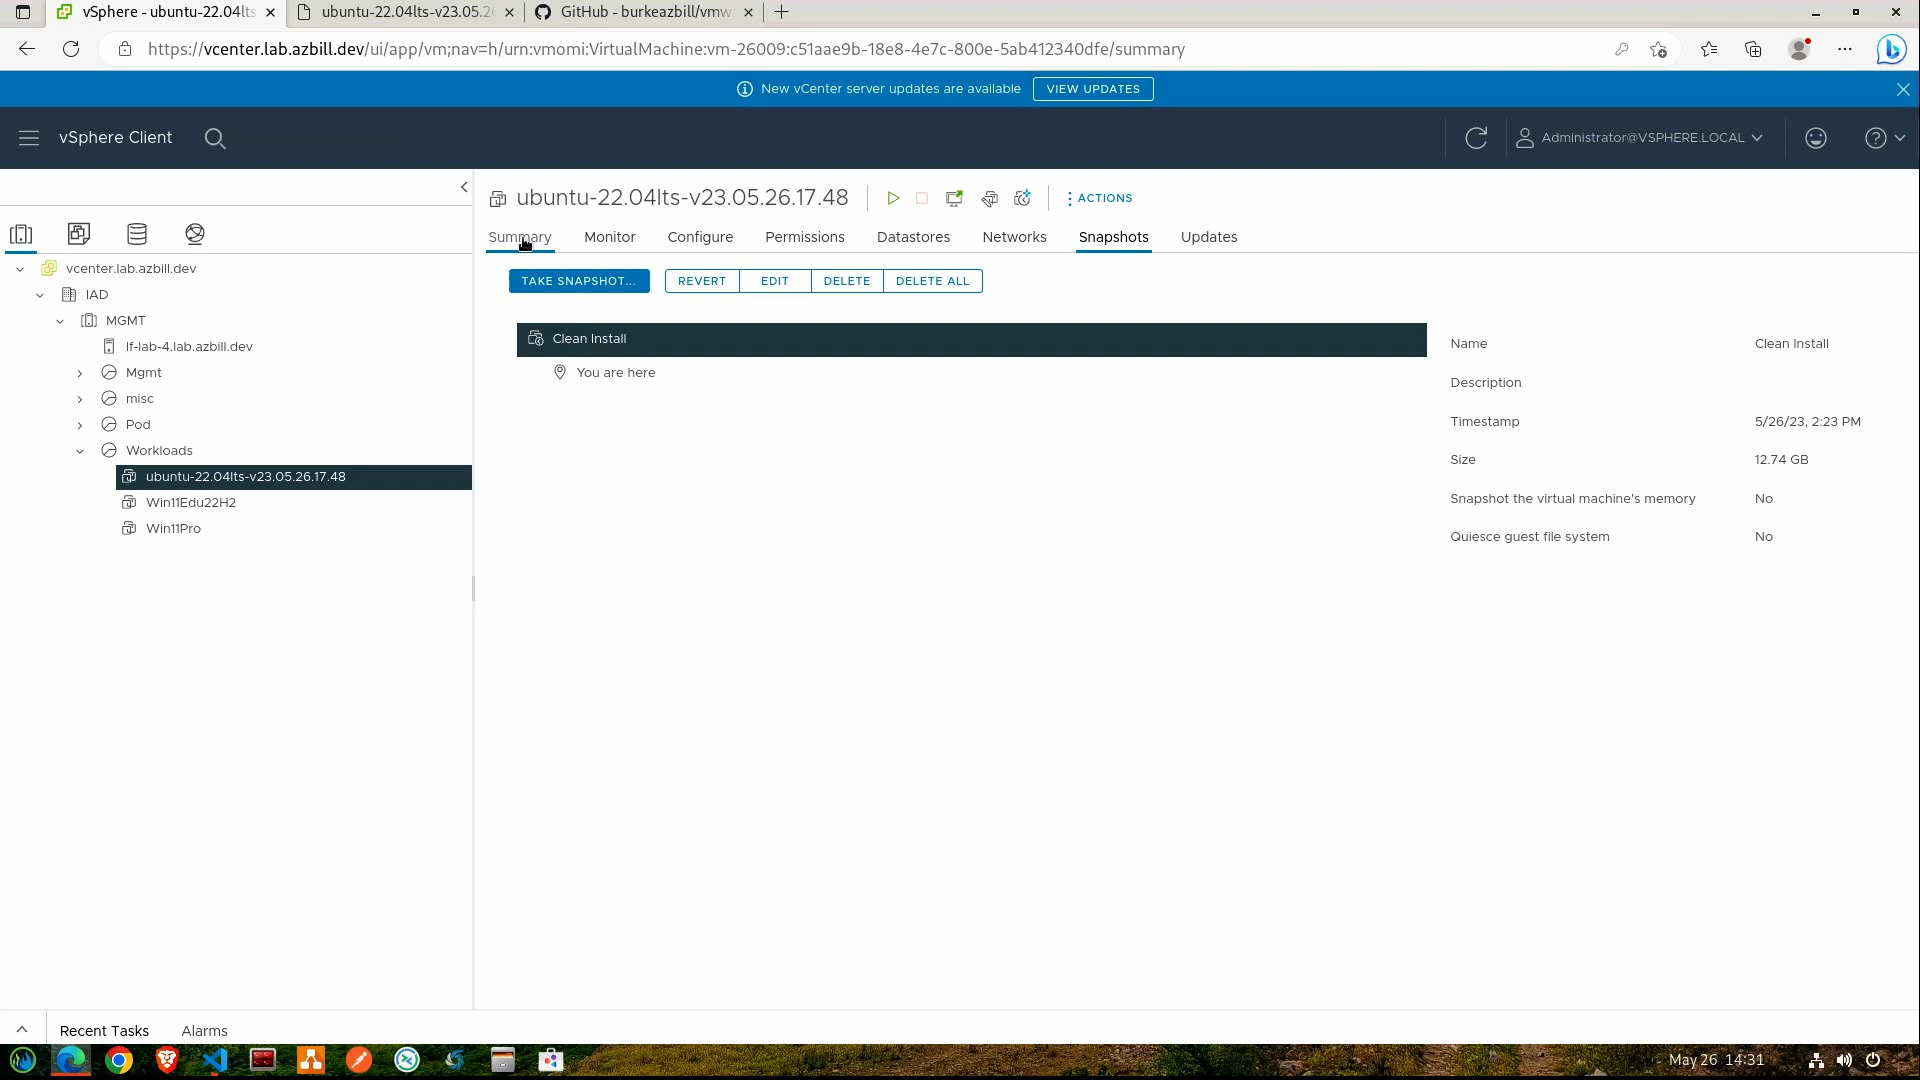 vSphere - ubuntu-22.04lts
ubuntu-22.04lts-v23.05.26
GitHub - burkeazbill/vmw
https://vcenter.lab.azbill.dev/ui/app/vm;nav=h/urn:vmomi:VirtualMachine:vm-26009:c51aae9b-18e8-4e7c-800e-5ab412340dfe/summary
New vCenter server updates are available
VIEW UPDATES
vSphere Client
Administrator@VSPHERE.LOCAL
ubuntu-22.04lts-v23.05.26.17.48
ACTIONS
Summary
Monitor
Configure
Permissions
Datastores
Networks
Snapshots
Updates
vcenter.lab.azbill.dev
IAD
MGMT
lf-lab-4.lab.azbill.dev
Mgmt
misc
Pod
Workloads
ubuntu-22.04lts-v23.05.26.17.48
Win11Edu22H2
Win11Pro
TAKE SNAPSHOT...
REVERT
EDIT
DELETE
DELETE ALL
Clean Install
You are here
Name
Clean Install
Description
Timestamp
5/26/23, 2:23 PM
Size
12.74 GB
Snapshot the virtual machine's memory
No
Quiesce guest file system
No
Recent Tasks
Alarms
May 26 14:31